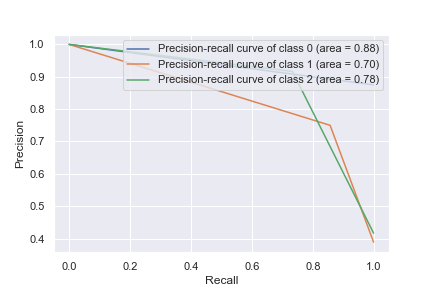 1.0
Precision-recall curve of class 0 (area = 0.88)
0.9
Precision-recall curve of class 1 (area = 0.70)
Precision-recall curve of class 2 (area = 0.78)
0.8
0.7
0.6
0.5
0.4
Precision
0.0 0.2 0.4 0.6 0.8 1.0
Recall